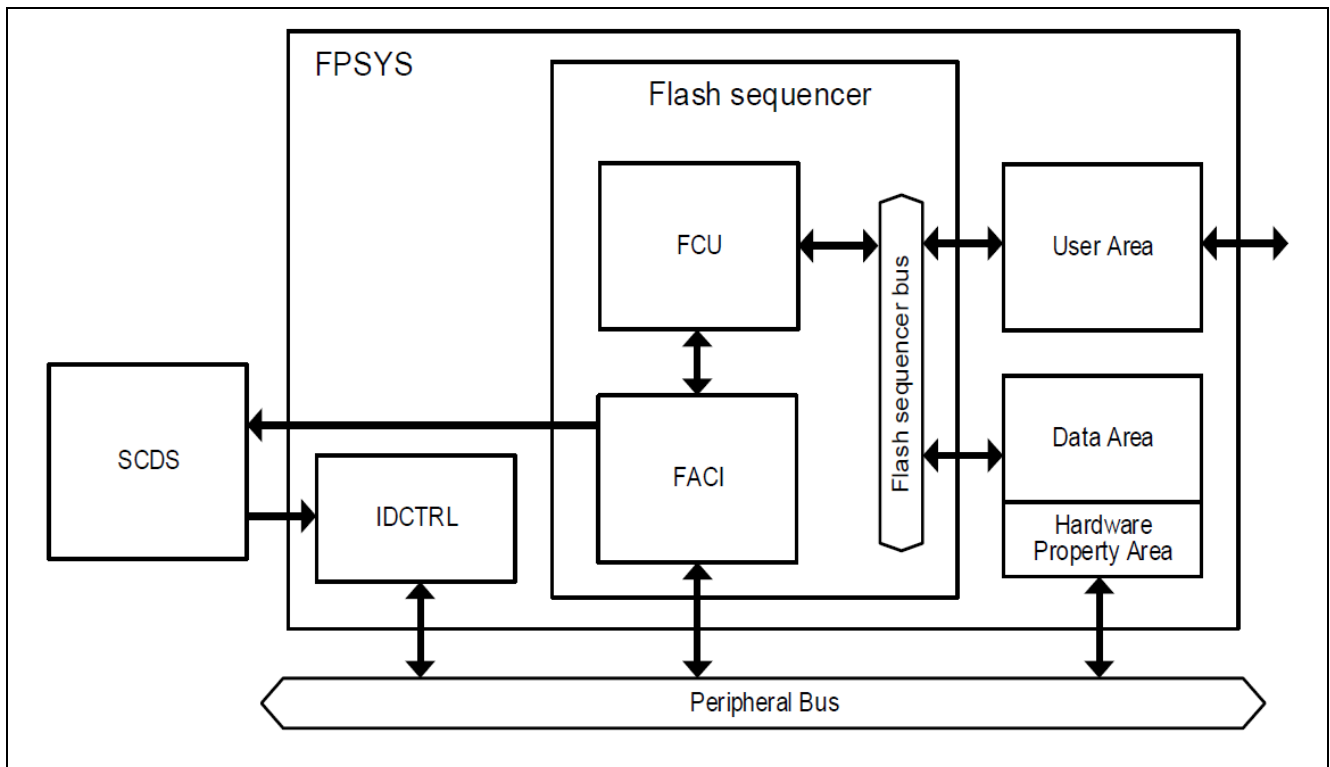 FPSYS
Flash sequencer
FCU
Flash sequencer bus
User Area
SCDS
IDCTRL
FACI
Data Area
Hardware
Property Area
Peripheral Bus